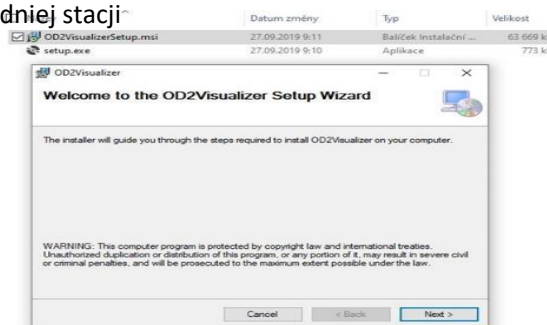 dniej stacji
Datum změny Typ Velikost
OD2VisualizerSetup.msi 27.09.2019 9:11 Balíček Instalační ... 63 669 k
setup.exe 27.09.2019 9:10 Aplikace 773 k
OD2Visualizer
Welcome to the OD2Visualizer Setup Wizard
The installer will guide you through the steps required to install OD2Visualizer on your computer.
WARNING: This computer program is protected by copyright law and international treaties.
Unauthorized duplication or distribution of this program, or any portion of it, may result in severe civil
or criminal penalties, and will be prosecuted to the maximum extent possible under the law.
Cancel < Back Next >